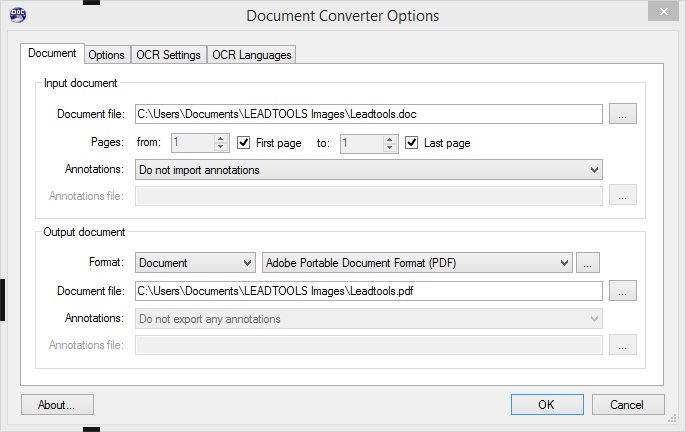 DOC Document Converter Options
Document Options OCR Settings OCR Languages
Input document
Document file: C:\Users\Documents\LEADTOOLS Images\Leadtools.doc ...
Pages: from: 1 First page to: 1 Last page
Annotations: Do not import annotations
Annotations file: ...
Output document
Format: Document Adobe Portable Document Format (PDF) ...
Document file: C:\Users\Documents\LEADTOOLS Images\Leadtools.pdf ...
Annotations: Do not export any annotations
Annotations file: ...
About... OK Cancel